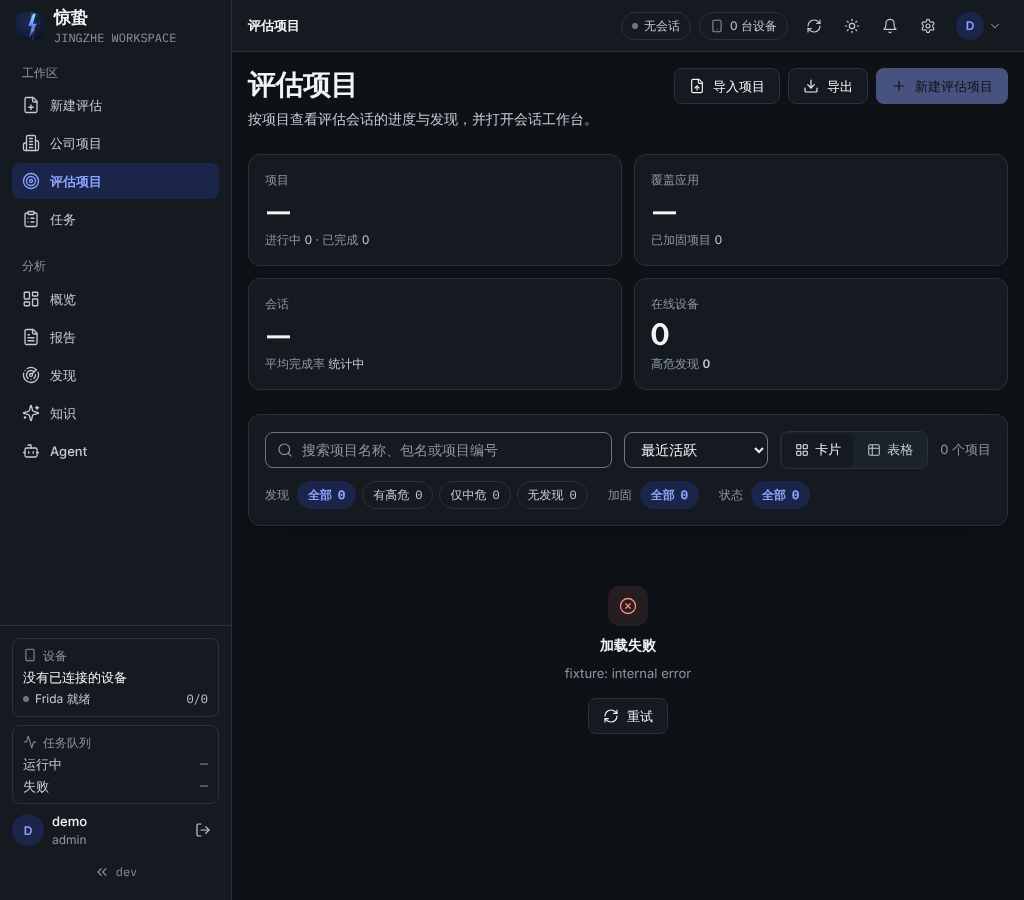 惊蛰
JINGZHE WORKSPACE
工作区
新建评估
公司项目
评估项目
任务
分析
概览
报告
发现
知识
Agent
设备
没有已连接的设备
Frida 就绪 0/0
任务队列
运行中 —
失败 —
D demo
admin
dev
评估项目
无会话
0 台设备
D
评估项目
导入项目
导出
新建评估项目
按项目查看评估会话的进度与发现，并打开会话工作台。
项目
—
进行中 0 · 已完成 0
覆盖应用
—
已加固项目 0
会话
—
平均完成率 统计中
在线设备
0
高危发现 0
搜索项目名称、包名或项目编号
最近活跃
卡片
表格
0 个项目
发现 全部 0 有高危 0 仅中危 0 无发现 0 加固 全部 0 状态 全部 0
加载失败
fixture: internal error
重试